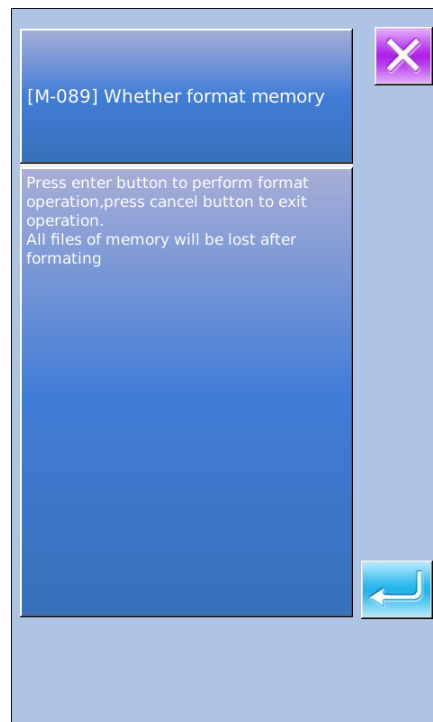 [M-089] Whether format memory
Press enter button to perform format
operation,press cancel button to exit
operation.
All files of memory will be lost after
formating